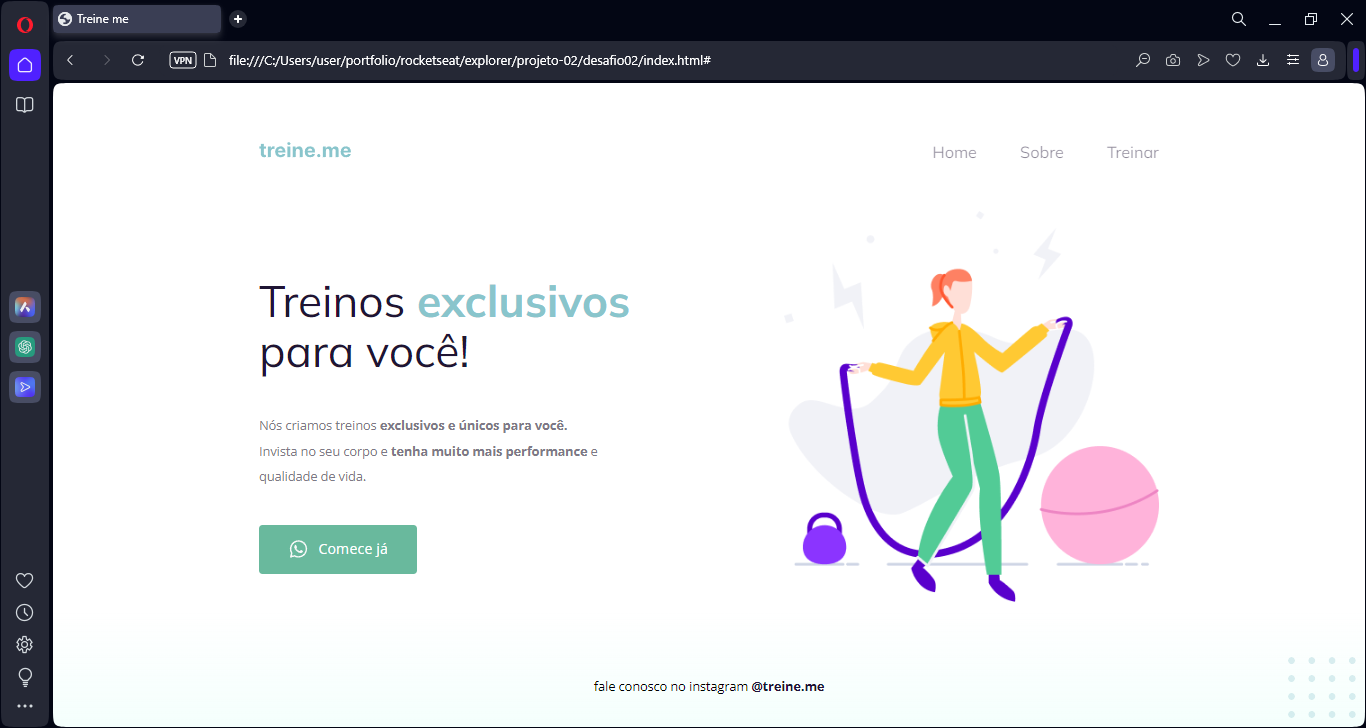 Treine me
VPN
file:///C:/Users/user/portfolio/rocketseat/explorer/projeto-02/desafio02/index.html#
treine.me
Home Sobre Treinar
Treinos exclusivos
para você!
Nós criamos treinos exclusivos e únicos para você.
Invista no seu corpo e tenha muito mais performance e
qualidade de vida.
Comece já
fale conosco no instagram @treine.me